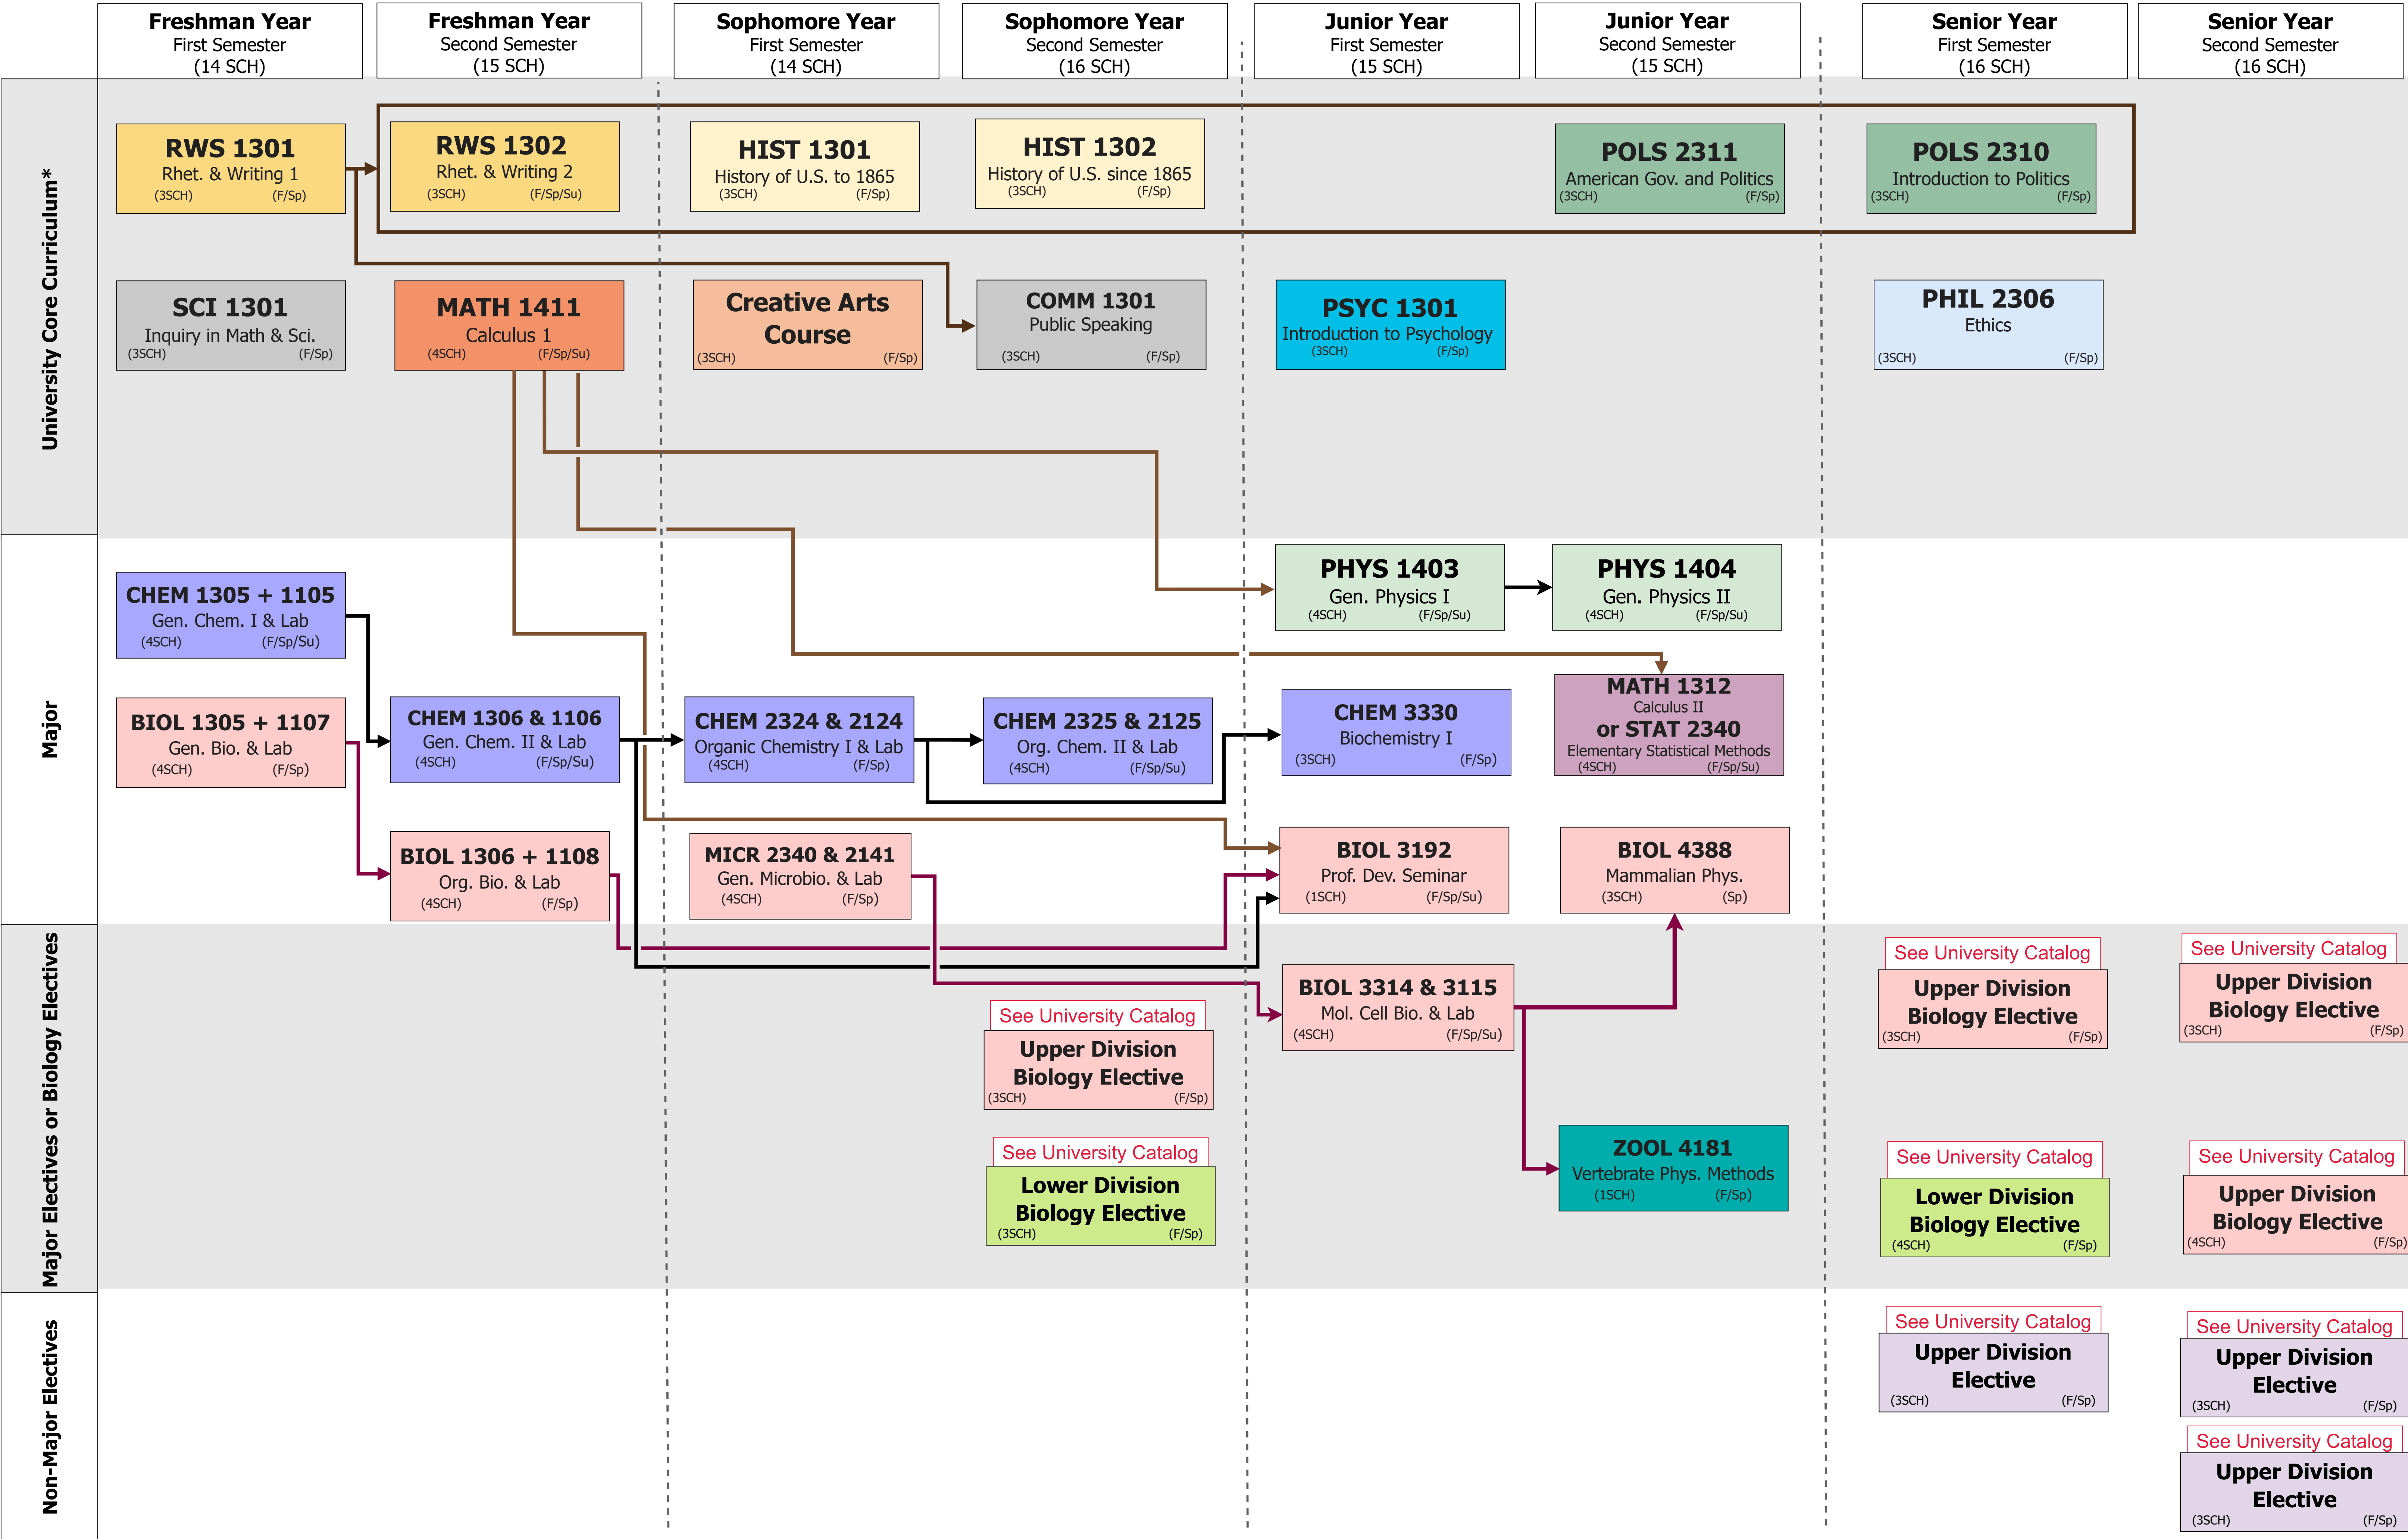 Freshman Year
First Semester
(14 SCH)
Freshman Year
Second Semester
(15 SCH)
Sophomore Year
First Semester
(14 SCH)
Sophomore Year
Second Semester
(16 SCH)
Junior Year
First Semester
(15 SCH)
Junior Year
Second Semester
(15 SCH)
Senior Year
First Semester
(16 SCH)
Senior Year
Second Semester
(16 SCH)
University Core Curriculum*
RWS 1301
Rhet. & Writing 1
(3SCH) (F/Sp)
RWS 1302
Rhet. & Writing 2
(3SCH) (F/Sp/Su)
HIST 1301
History of U.S. to 1865
(3SCH) (F/Sp)
HIST 1302
History of U.S. since 1865
(3SCH) (F/Sp)
POLS 2311
American Gov. and Politics
(3SCH) (F/Sp)
POLS 2310
Introduction to Politics
(3SCH) (F/Sp)
SCI 1301
Inquiry in Math & Sci.
(3SCH) (F/Sp)
MATH 1411
Calculus 1
(4SCH) (F/Sp/Su)
Creative Arts
Course
(3SCH) (F/Sp)
COMM 1301
Public Speaking
(3SCH) (F/Sp)
PSYC 1301
Introduction to Psychology
(3SCH) (F/Sp)
PHIL 2306
Ethics
(3SCH) (F/Sp)
Major
CHEM 1305 + 1105
Gen. Chem. I & Lab
(4SCH) (F/Sp/Su)
PHYS 1403
Gen. Physics I
(4SCH) (F/Sp/Su)
PHYS 1404
Gen. Physics II
(4SCH) (F/Sp/Su)
BIOL 1305 + 1107
Gen. Bio. & Lab
(4SCH) (F/Sp)
CHEM 1306 & 1106
Gen. Chem. II & Lab
(4SCH) (F/Sp/Su)
CHEM 2324 & 2124
Organic Chemistry I & Lab
(4SCH) (F/Sp)
CHEM 2325 & 2125
Org. Chem. II & Lab
(4SCH) (F/Sp/Su)
CHEM 3330
Biochemistry I
(3SCH) (F/Sp)
MATH 1312
Calculus II
or STAT 2340
Elementary Statistical Methods
(4SCH) (F/Sp/Su)
BIOL 1306 + 1108
Org. Bio. & Lab
(4SCH) (F/Sp)
MICR 2340 & 2141
Gen. Microbio. & Lab
(4SCH) (F/Sp)
BIOL 3192
Prof. Dev. Seminar
(1SCH) (F/Sp/Su)
BIOL 4388
Mammalian Phys.
(3SCH) (Sp)
Major Electives or Biology Electives
See University Catalog
Upper Division
Biology Elective
(3SCH) (F/Sp)
BIOL 3314 & 3115
Mol. Cell Bio. & Lab
(4SCH) (F/Sp/Su)
See University Catalog
Upper Division
Biology Elective
(3SCH) (F/Sp)
See University Catalog
Upper Division
Biology Elective
(3SCH) (F/Sp)
See University Catalog
Lower Division
Biology Elective
(3SCH) (F/Sp)
ZOOL 4181
Vertebrate Phys. Methods
(1SCH) (F/Sp)
See University Catalog
Lower Division
Biology Elective
(4SCH) (F/Sp)
See University Catalog
Upper Division
Biology Elective
(4SCH) (F/Sp)
Non-Major Electives
See University Catalog
Upper Division
Elective
(3SCH) (F/Sp)
See University Catalog
Upper Division
Elective
(3SCH) (F/Sp)
See University Catalog
Upper Division
Elective
(3SCH) (F/Sp)